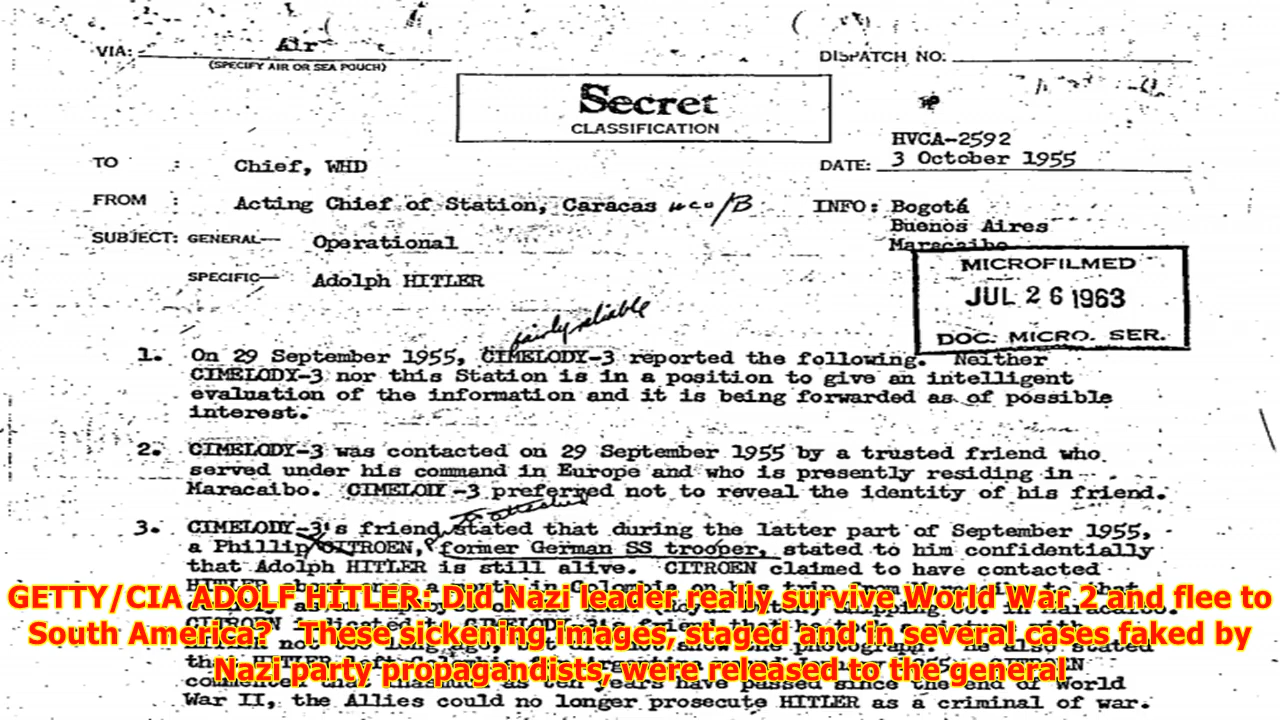 VIA: Air
(SPECIFY AIR OR SEA POUCH)
DISPATCH NO:
Secret
CLASSIFICATION
HVCA-2592
TO : Chief, WHD
DATE: 3 October 1955
FROM : Acting Chief of Station, Caracas
INFO: Bogotá
Buenos Aires
Maracaibo
SUBJECT: GENERAL— Operational
SPECIFIC— Adolph HITLER
MICROFILMED
JUL 26 1963
DOC. MICRO. SER.
fairly reliable
1. On 29 September 1955, CIMELODY-3 reported the following. Neither
CIMELODY-3 nor this Station is in a position to give an intelligent
evaluation of the information and it is being forwarded as of possible
interest.
2. CIMELODY-3 was contacted on 29 September 1955 by a trusted friend who
served under his command in Europe and who is presently residing in
Maracaibo. CIMELODY-3 preferred not to reveal the identity of his friend.
3. CIMELODY-3's friend stated that during the latter part of September 1955,
a Phillip CITROEN, former German SS trooper, stated to him confidentially
that Adolph HITLER is still alive. CITROEN claimed to have contacted
GETTY/CIA ADOLF HITLER: Did Nazi leader really survive World War 2 and flee to
South America? These sickening images, staged and in several cases faked by
Nazi party propagandists, were released to the general
have passed since the end of World
War II, the Allies could no longer prosecute HITLER as a criminal of war.